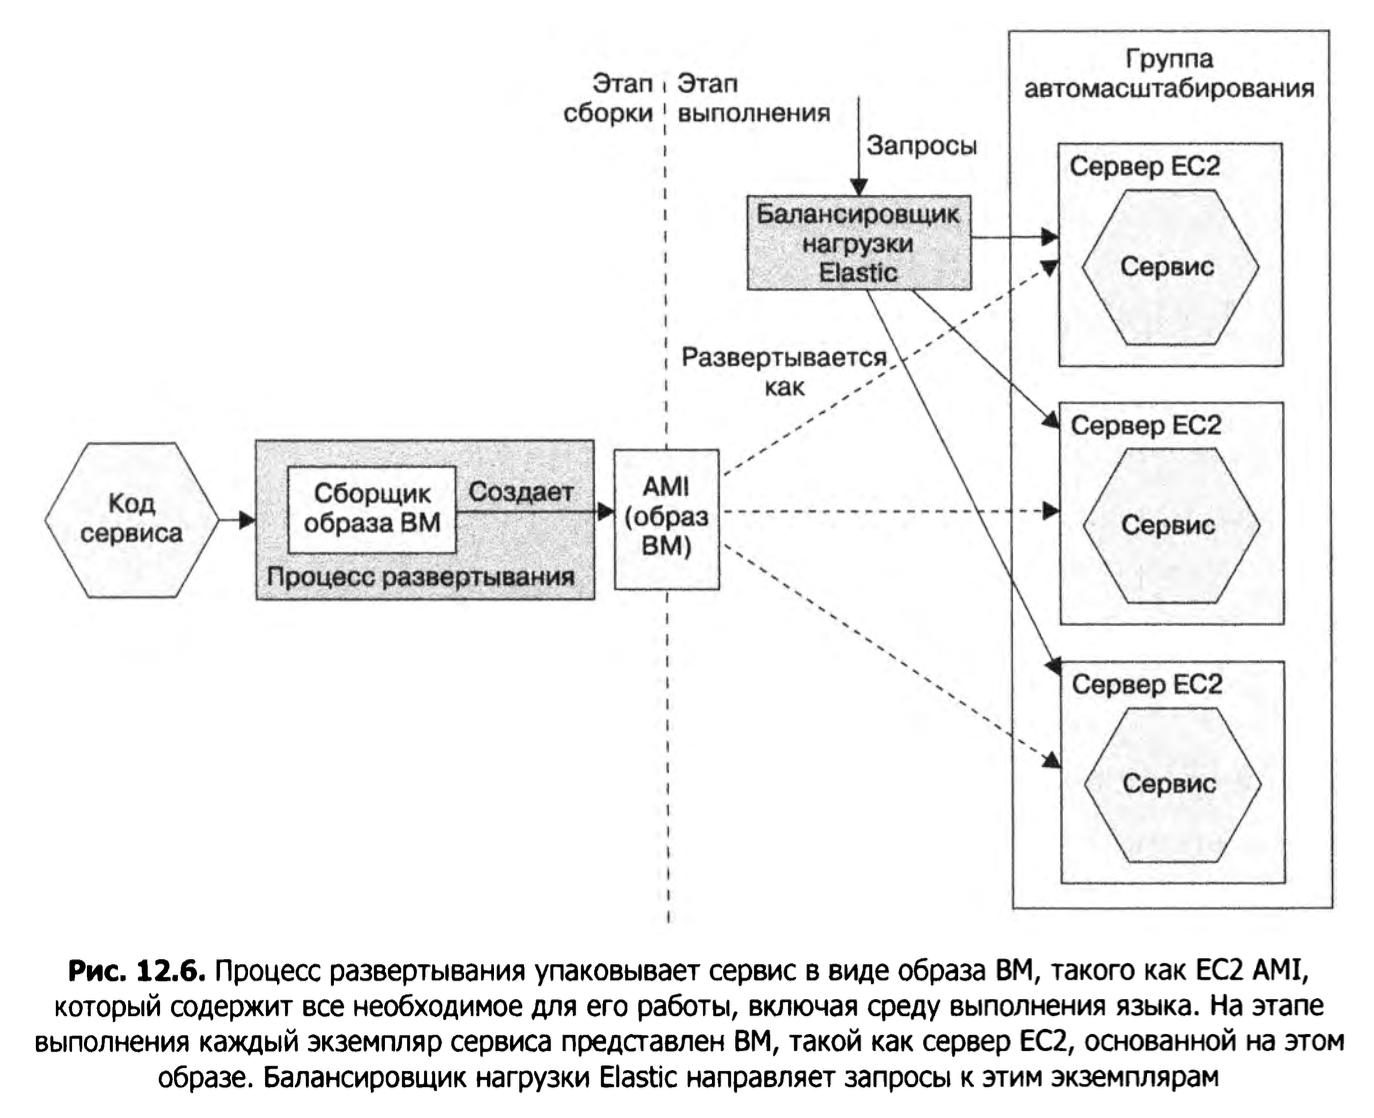 Этап
сборки
Этап
выполнения
Запросы
Группа
автомасштабирования
Балансировщик
нагрузки
Elastic
Сервер EC2
Сервис
Развертывается
как
Сервер EC2
Сервис
Код
сервиса
Сборщик
образа ВМ
Создает
Процесс развертывания
AMI
(образ
ВМ)
Сервер EC2
Сервис
Рис. 12.6. Процесс развертывания упаковывает сервис в виде образа ВМ, такого как EC2 AMI,
который содержит все необходимое для его работы, включая среду выполнения языка. На этапе
выполнения каждый экземпляр сервиса представлен ВМ, такой как сервер EC2, основанной на этом
образе. Балансировщик нагрузки Elastic направляет запросы к этим экземплярам